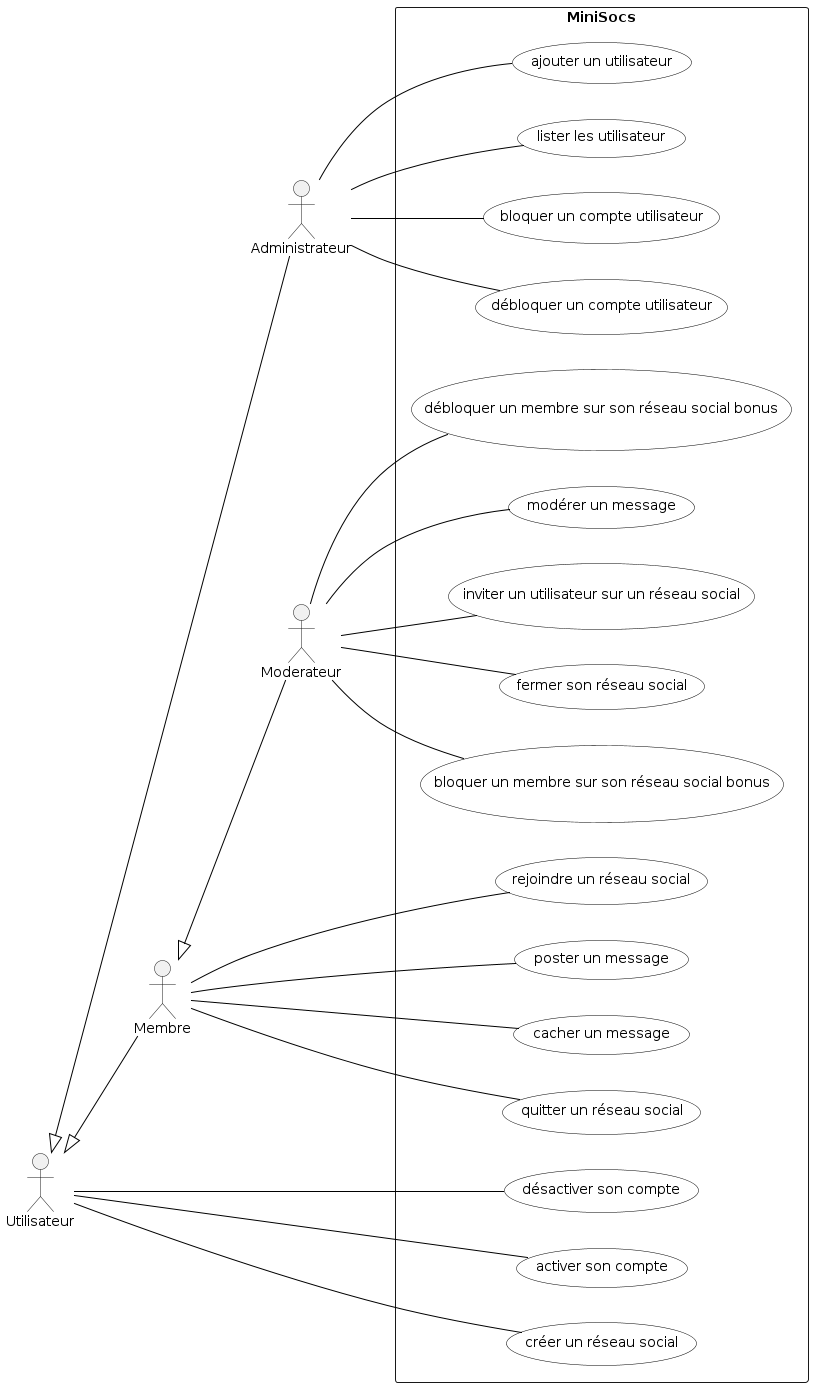 MiniSocs
ajouter un utilisateur
lister les utilisateur
bloquer un compte utilisateur
Administrateur
débloquer un compte utilisateur
débloquer un membre sur son réseau social bonus
modérer un message
inviter un utilisateur sur un réseau social
Moderateur
fermer son réseau social
bloquer un membre sur son réseau social bonus
rejoindre un réseau social
poster un message
Membre
cacher un message
quitter un réseau social
désactiver son compte
Utilisateur
activer son compte
créer un réseau social